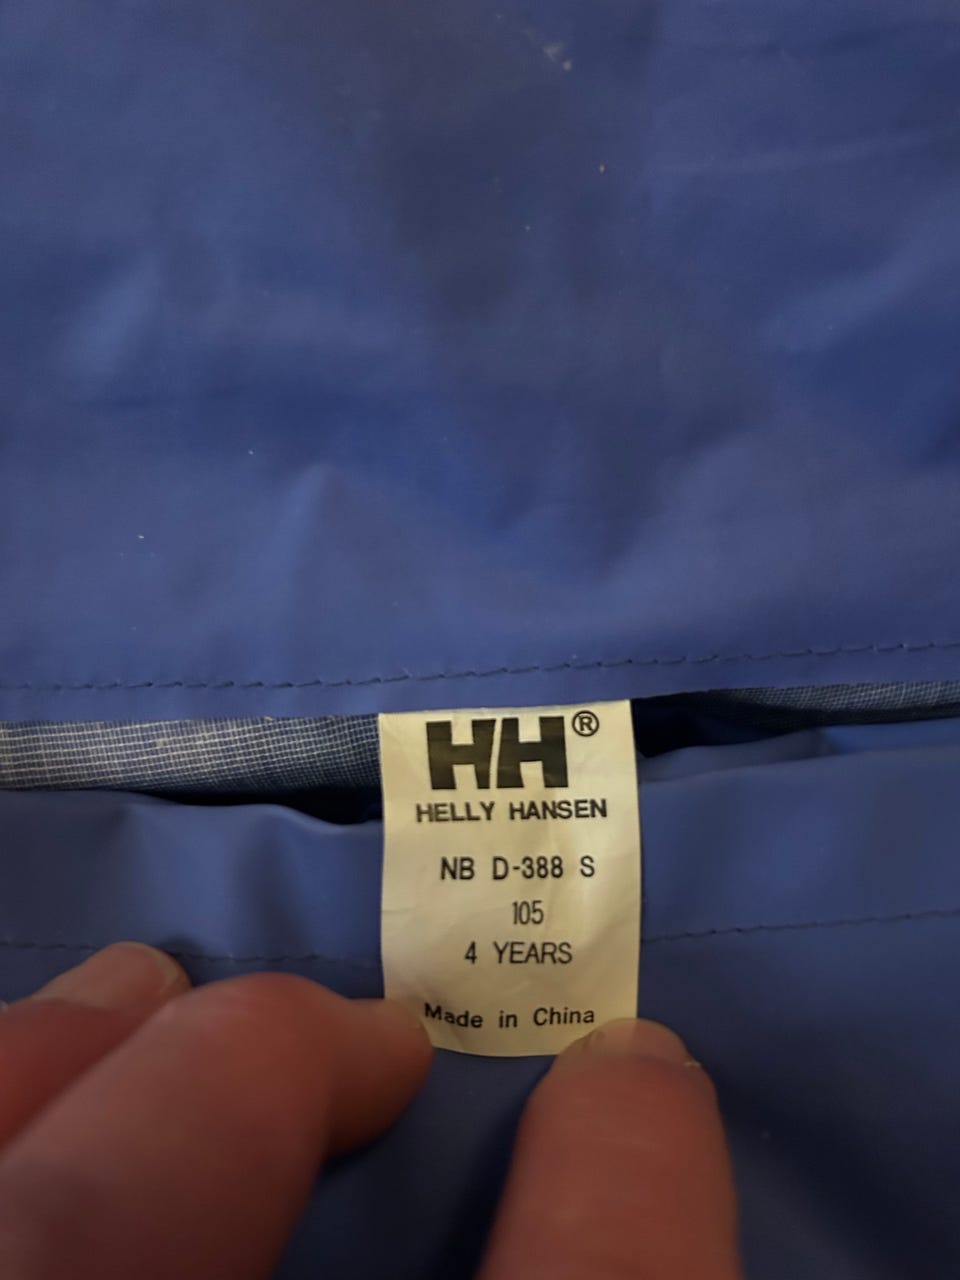 HH®
HELLY HANSEN
NB D-388 S
105
4 YEARS
Made in China